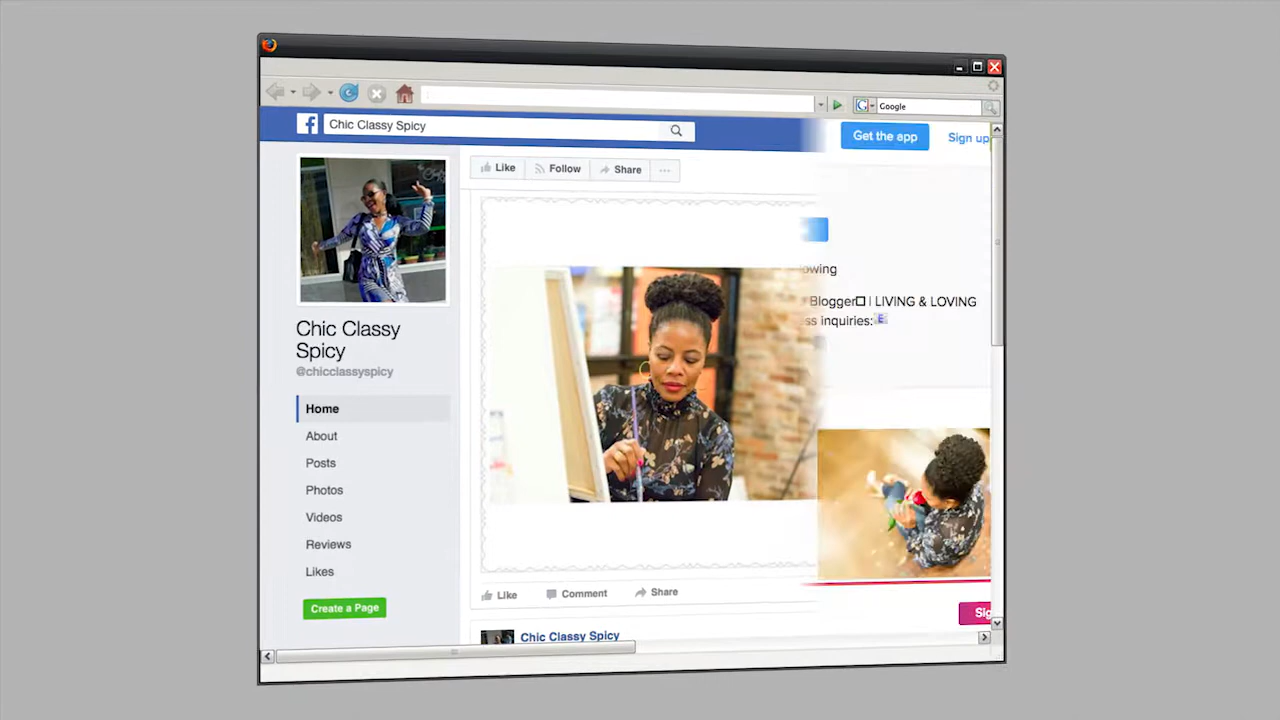 Google
Chic Classy Spicy
Get the app
Sign up
Like
Follow
Share
...
Chic Classy
Spicy
@chicclassyspicy
Home
About
Posts
Photos
Videos
Reviews
Likes
Create a Page
Like
Comment
Share
Chic Classy Spicy
owing
Blogger | LIVING & LOVING
ss inquiries:
Sig